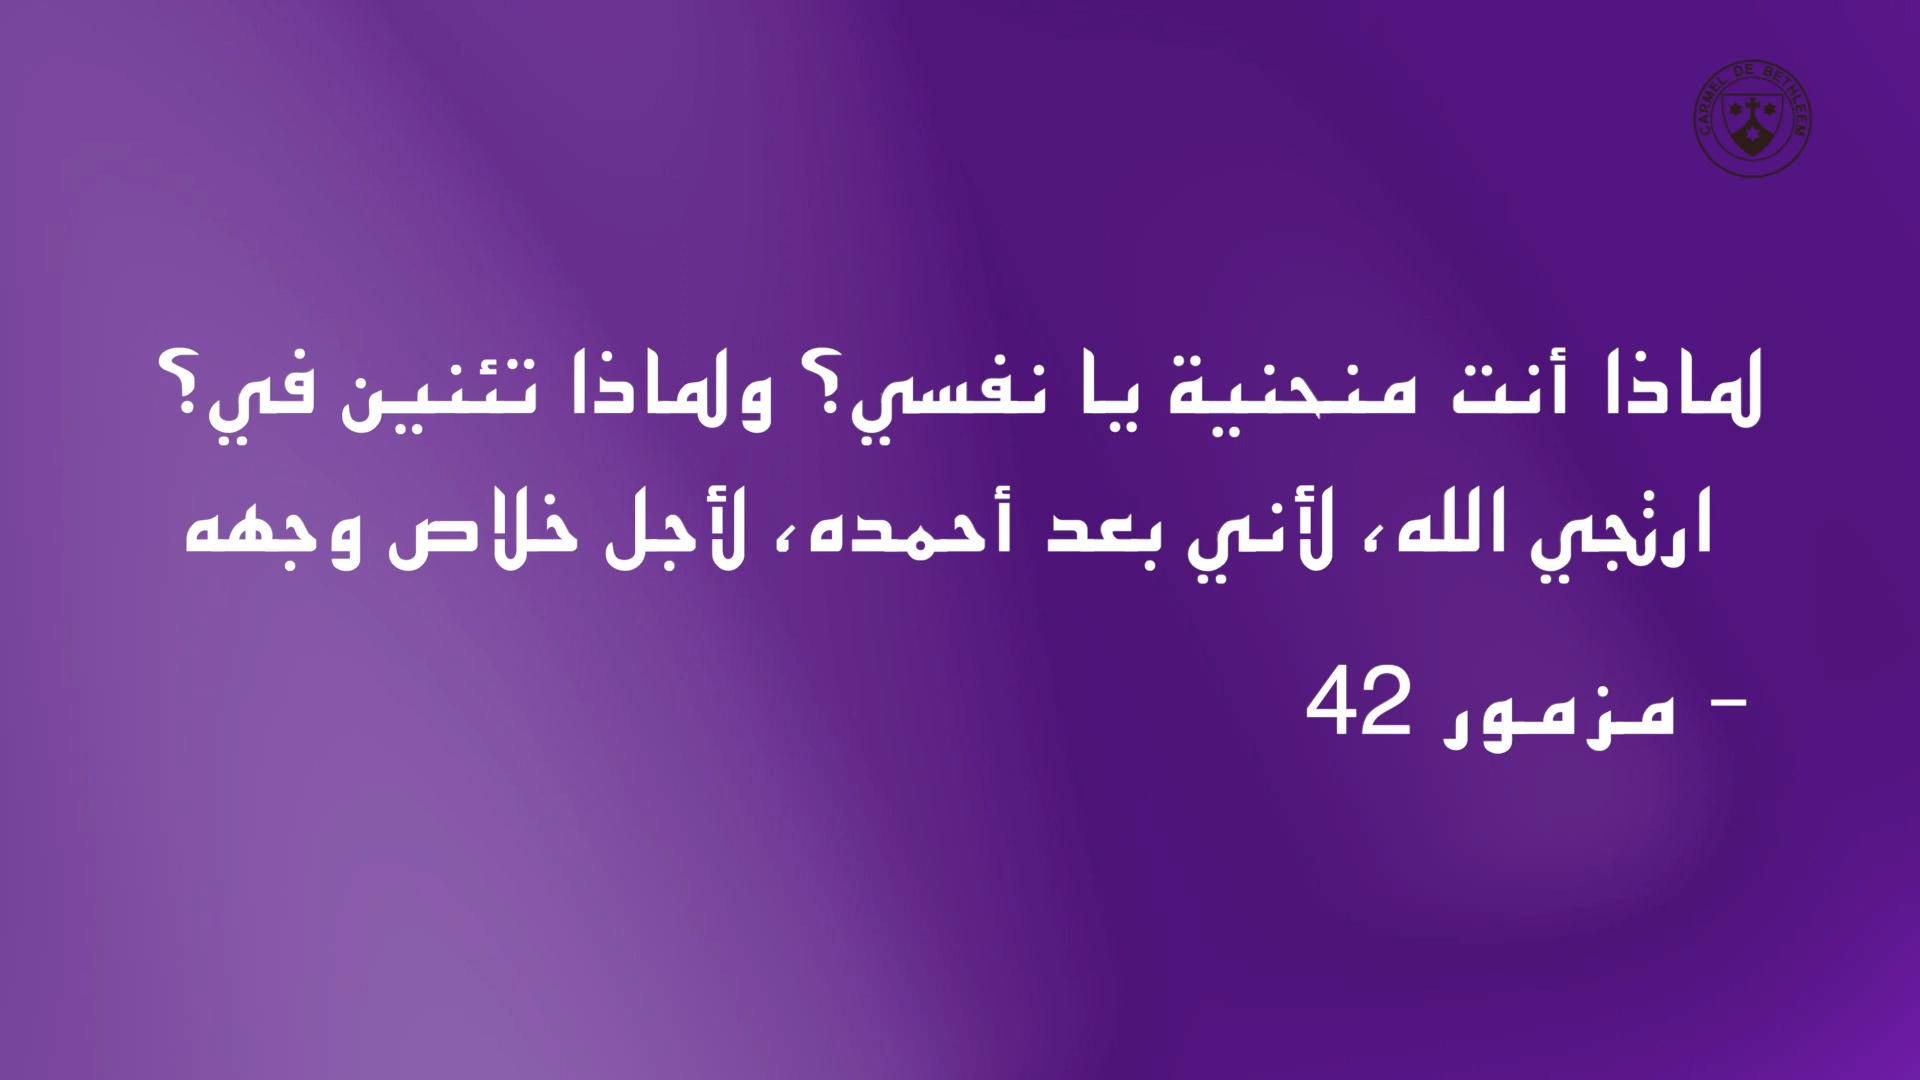 CARMEL DE BETHLEEM
لماذا أنت منحنية يا نفسي؟ ولماذا تئنين في؟
ارتجي الله، لأني بعد أحمده، لأجل خلاص وجهه
- مزمور 42